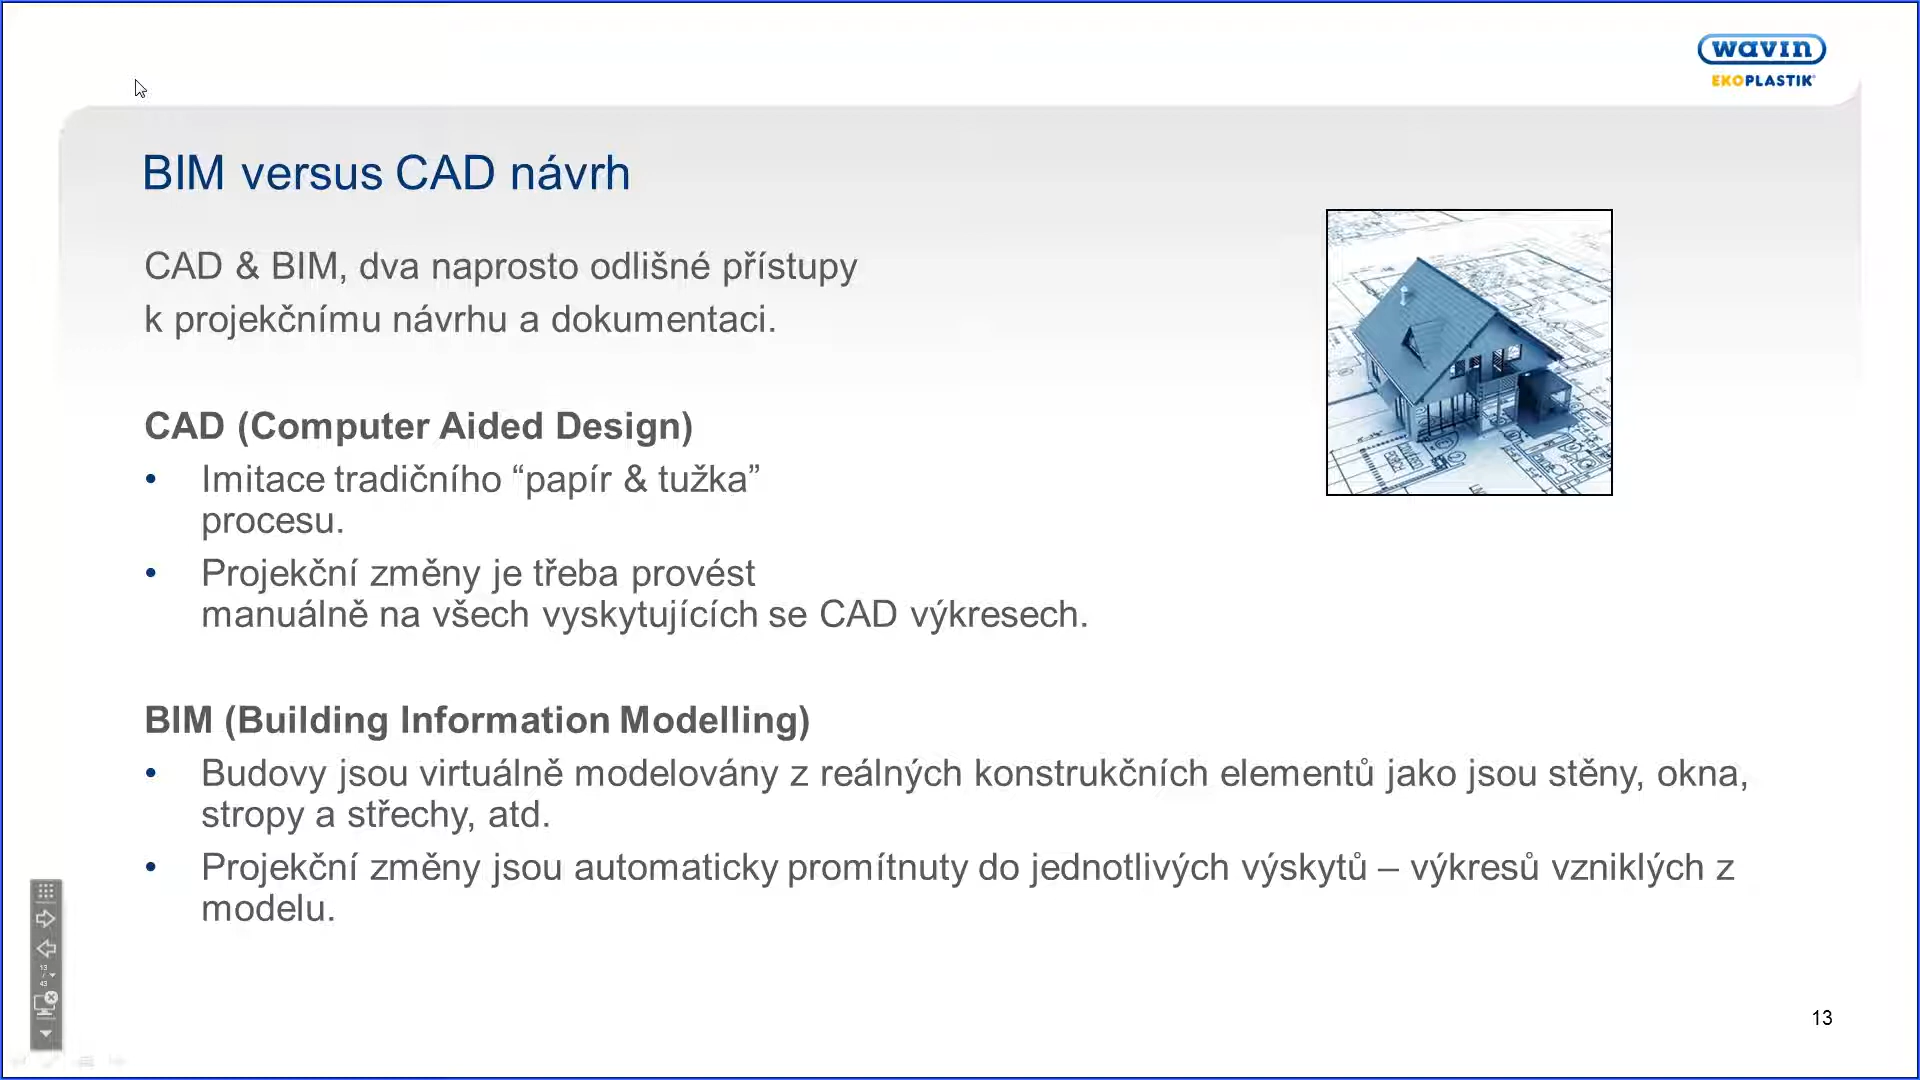 wavin
EKOPLASTIK
BIM versus CAD návrh
CAD & BIM, dva naprosto odlišné přístupy
k projekčnímu návrhu a dokumentaci.
CAD (Computer Aided Design)
• Imitace tradičního “papír & tužka”
procesu.
• Projekční změny je třeba provést
manuálně na všech vyskytujících se CAD výkresech.
BIM (Building Information Modelling)
• Budovy jsou virtuálně modelovány z reálných konstrukčních elementů jako jsou stěny, okna,
stropy a střechy, atd.
• Projekční změny jsou automaticky promítnuty do jednotlivých výskytů – výkresů vzniklých z
modelu.
13
/
43
13